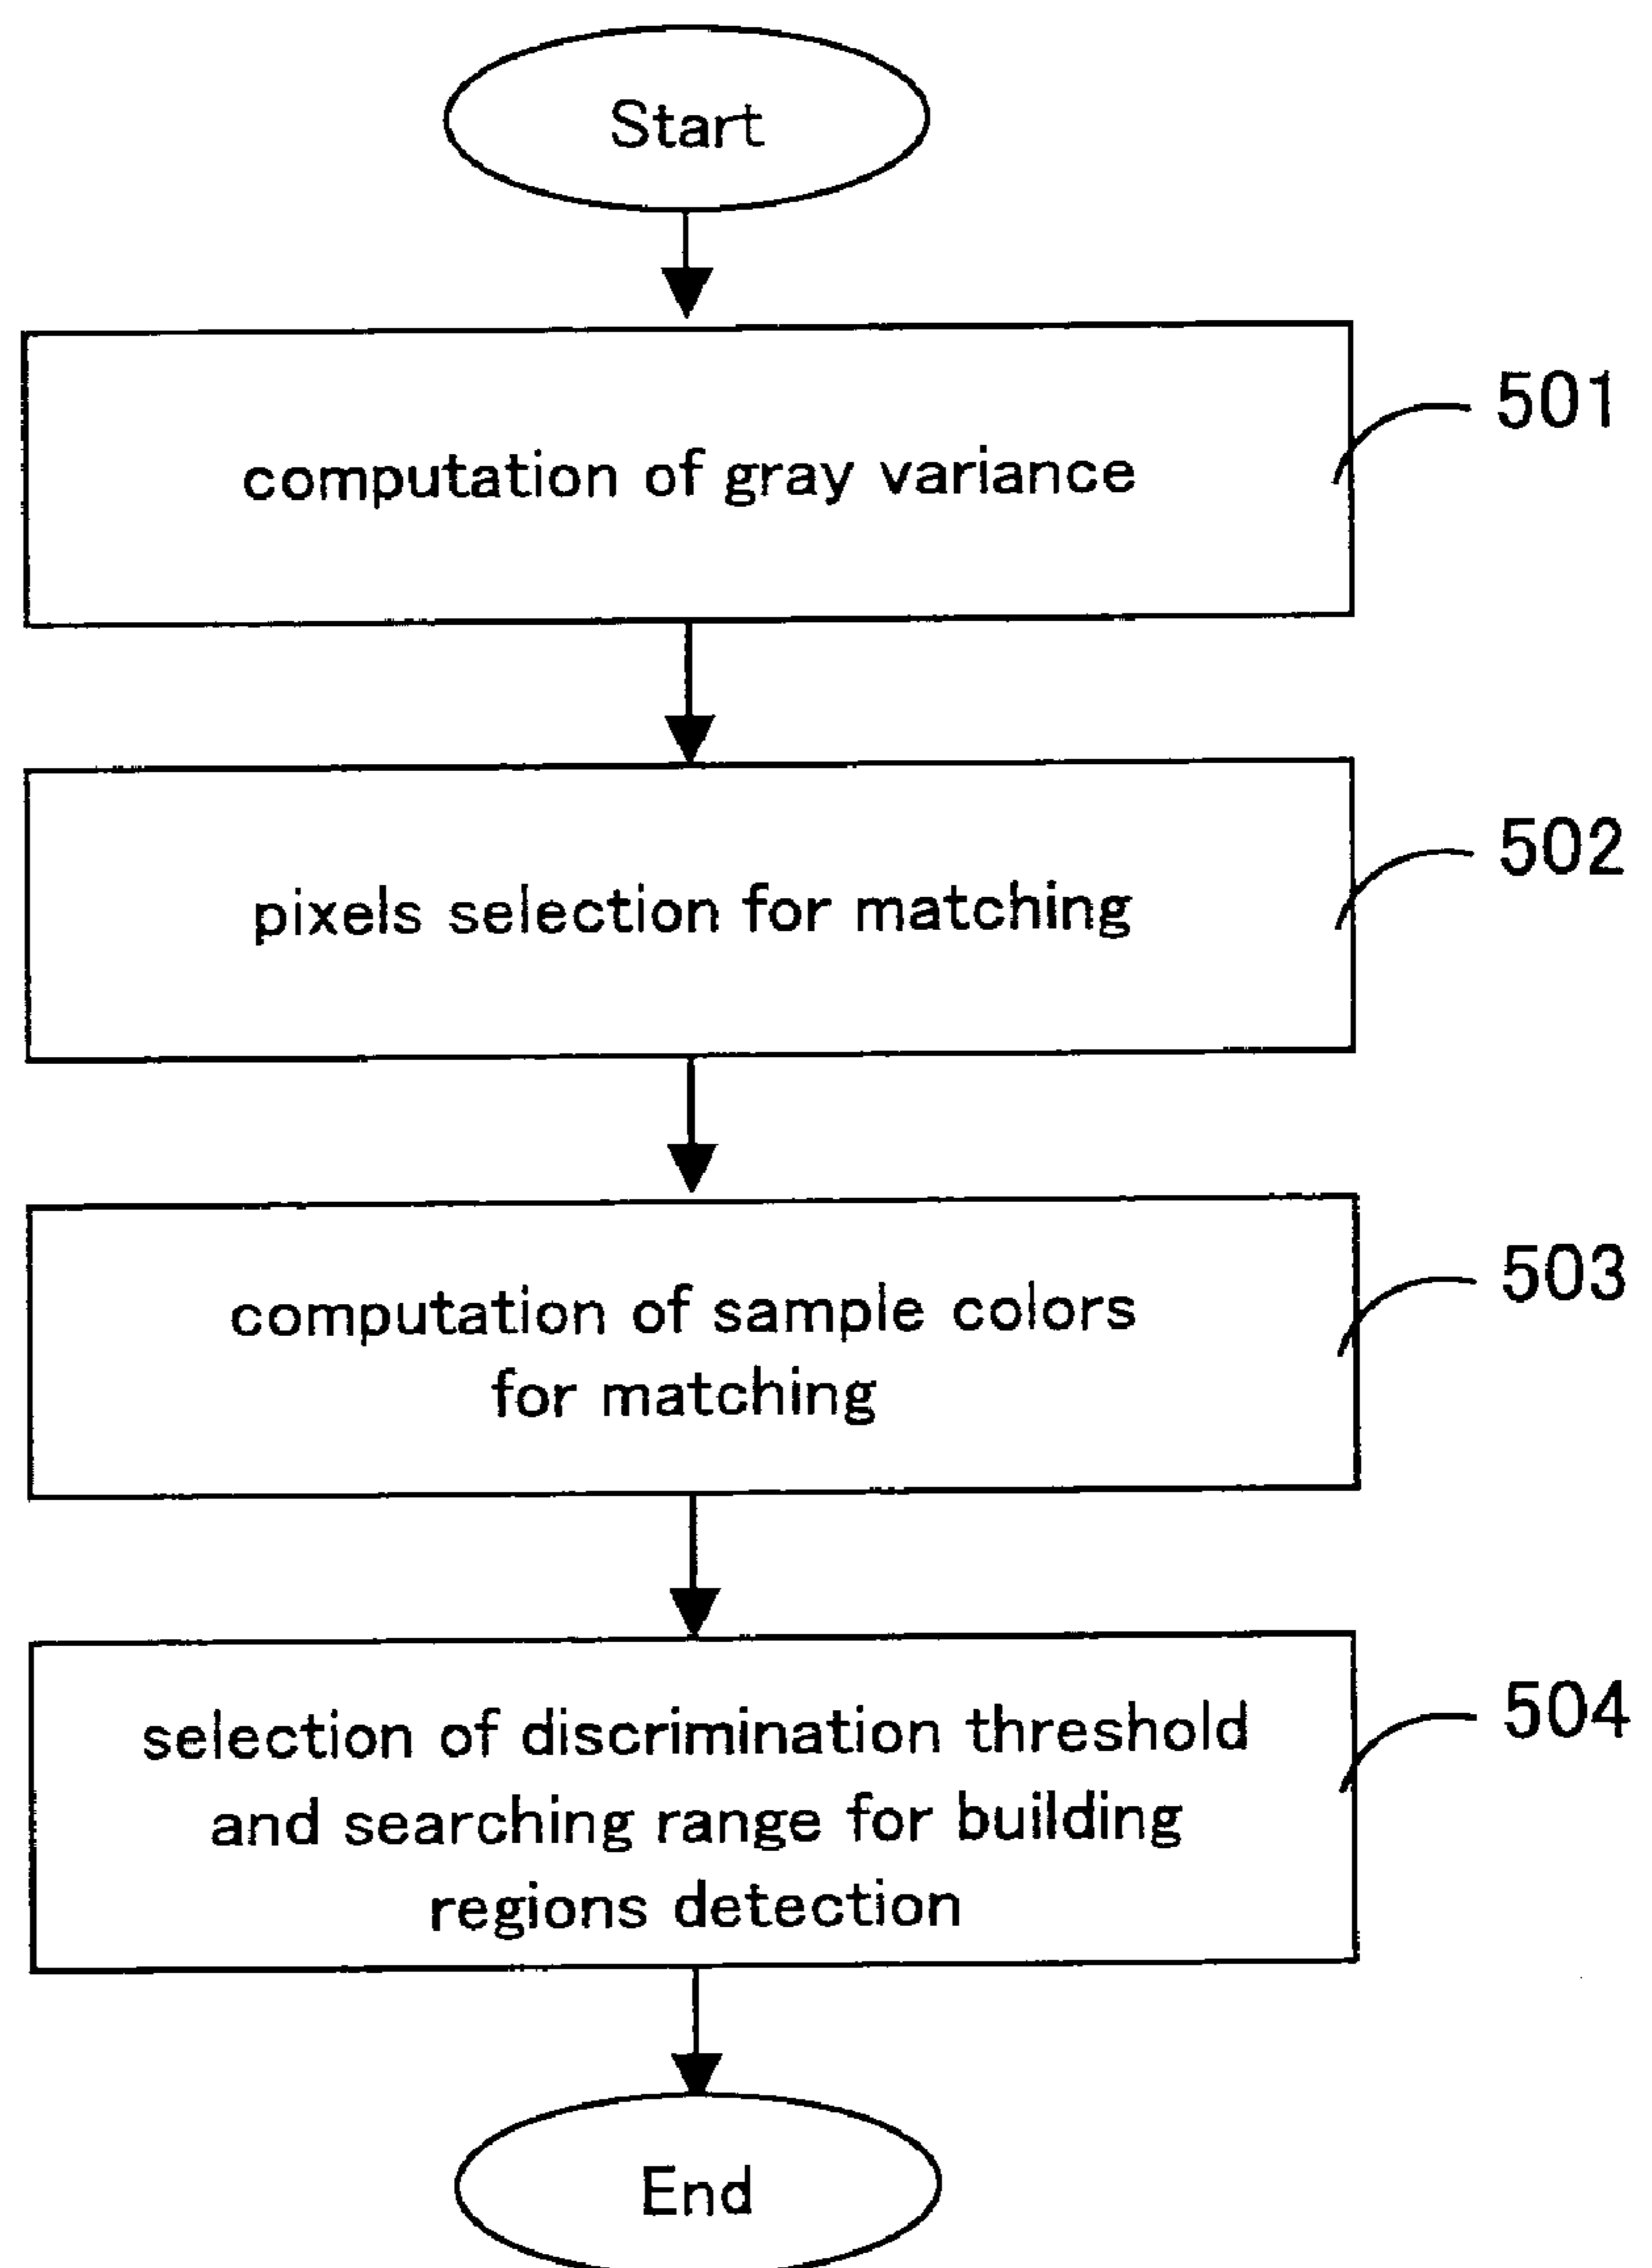 Start
computation of gray variance
501
pixels selection for matching
502
computation of sample colors
for matching
503
selection of discrimination threshold
and searching range for building
regions detection
504
End